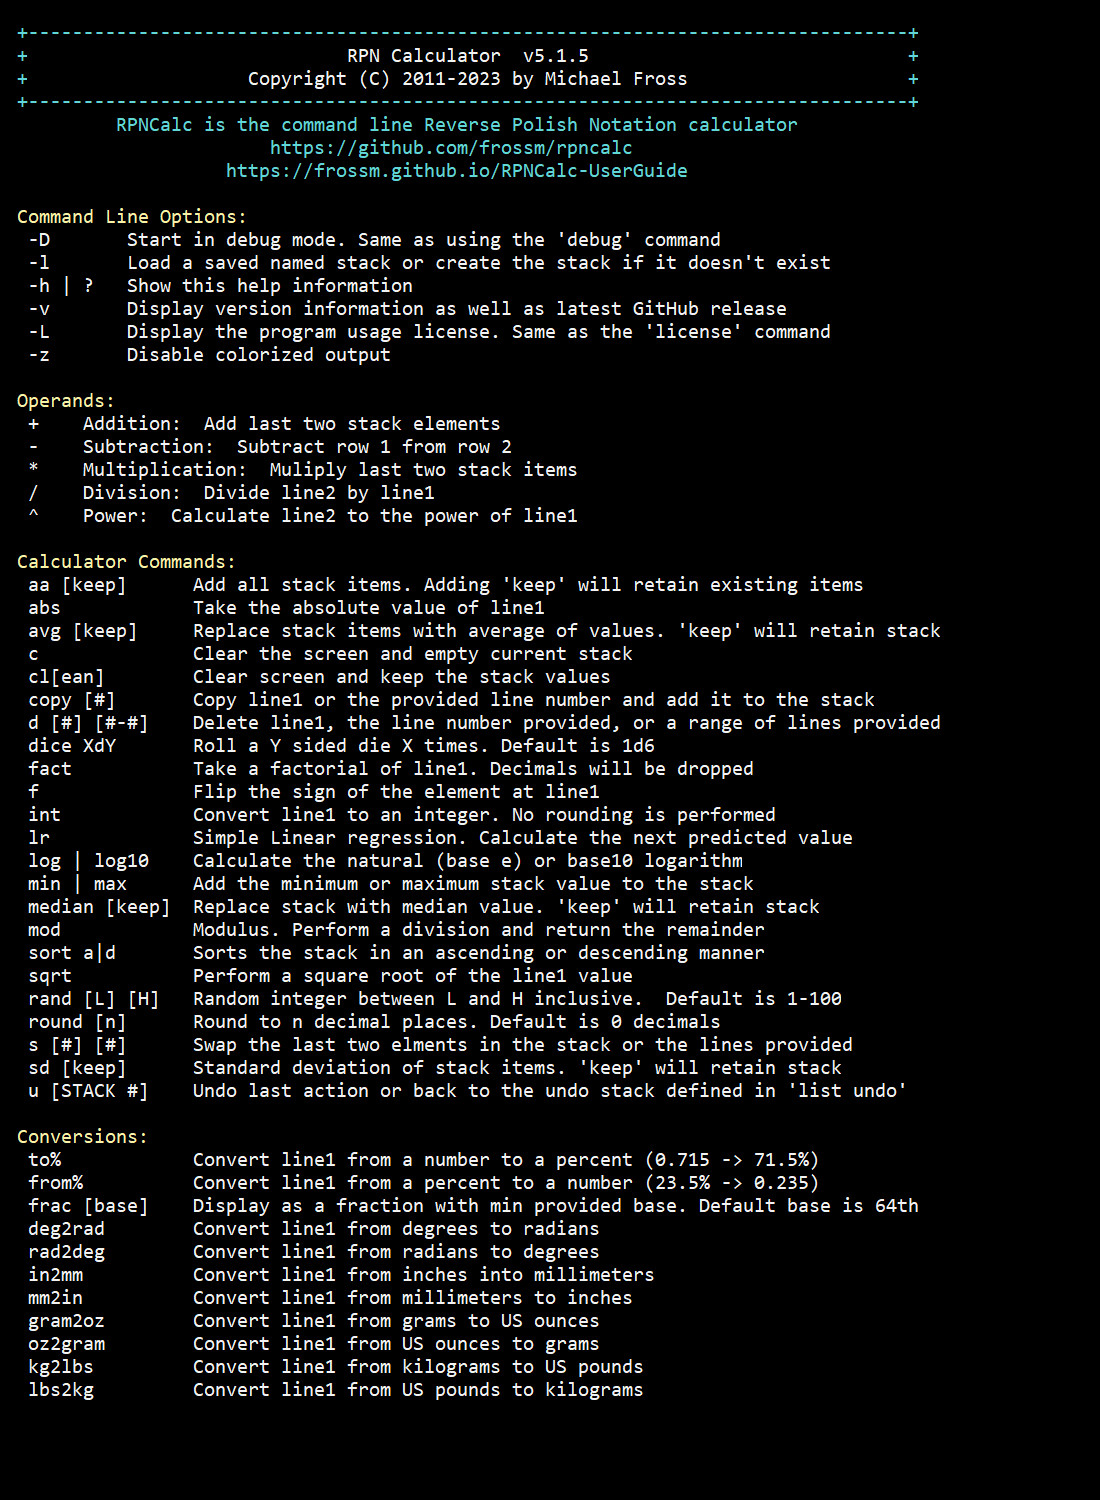 +--------------------------------------------------------------------------------+
+                             RPN Calculator  v5.1.5                             +
+                    Copyright (C) 2011-2023 by Michael Fross                    +
+--------------------------------------------------------------------------------+
         RPNCalc is the command line Reverse Polish Notation calculator
                       https://github.com/frossm/rpncalc
                   https://frossm.github.io/RPNCalc-UserGuide

Command Line Options:
 -D       Start in debug mode. Same as using the 'debug' command
 -l       Load a saved named stack or create the stack if it doesn't exist
 -h | ?   Show this help information
 -v       Display version information as well as latest GitHub release
 -L       Display the program usage license. Same as the 'license' command
 -z       Disable colorized output

Operands:
 +    Addition:  Add last two stack elements
 -    Subtraction:  Subtract row 1 from row 2
 *    Multiplication:  Muliply last two stack items
 /    Division:  Divide line2 by line1
 ^    Power:  Calculate line2 to the power of line1

Calculator Commands:
 aa [keep]      Add all stack items. Adding 'keep' will retain existing items
 abs            Take the absolute value of line1
 avg [keep]     Replace stack items with average of values. 'keep' will retain stack
 c              Clear the screen and empty current stack
 cl[ean]        Clear screen and keep the stack values
 copy [#]       Copy line1 or the provided line number and add it to the stack
 d [#] [#-#]    Delete line1, the line number provided, or a range of lines provided
 dice XdY       Roll a Y sided die X times. Default is 1d6
 fact           Take a factorial of line1. Decimals will be dropped
 f              Flip the sign of the element at line1
 int            Convert line1 to an integer. No rounding is performed
 lr             Simple Linear regression. Calculate the next predicted value
 log | log10    Calculate the natural (base e) or base10 logarithm
 min | max      Add the minimum or maximum stack value to the stack
 median [keep]  Replace stack with median value. 'keep' will retain stack
 mod            Modulus. Perform a division and return the remainder
 sort a|d       Sorts the stack in an ascending or descending manner
 sqrt           Perform a square root of the line1 value
 rand [L] [H]   Random integer between L and H inclusive.  Default is 1-100
 round [n]      Round to n decimal places. Default is 0 decimals
 s [#] [#]      Swap the last two elments in the stack or the lines provided
 sd [keep]      Standard deviation of stack items. 'keep' will retain stack
 u [STACK #]    Undo last action or back to the undo stack defined in 'list undo'

Conversions:
 to%            Convert line1 from a number to a percent (0.715 -> 71.5%)
 from%          Convert line1 from a percent to a number (23.5% -> 0.235)
 frac [base]    Display as a fraction with min provided base. Default base is 64th
 deg2rad        Convert line1 from degrees to radians
 rad2deg        Convert line1 from radians to degrees
 in2mm          Convert line1 from inches into millimeters
 mm2in          Convert line1 from millimeters to inches
 gram2oz        Convert line1 from grams to US ounces
 oz2gram        Convert line1 from US ounces to grams
 kg2lbs         Convert line1 from kilograms to US pounds
 lbs2kg         Convert line1 from US pounds to kilograms